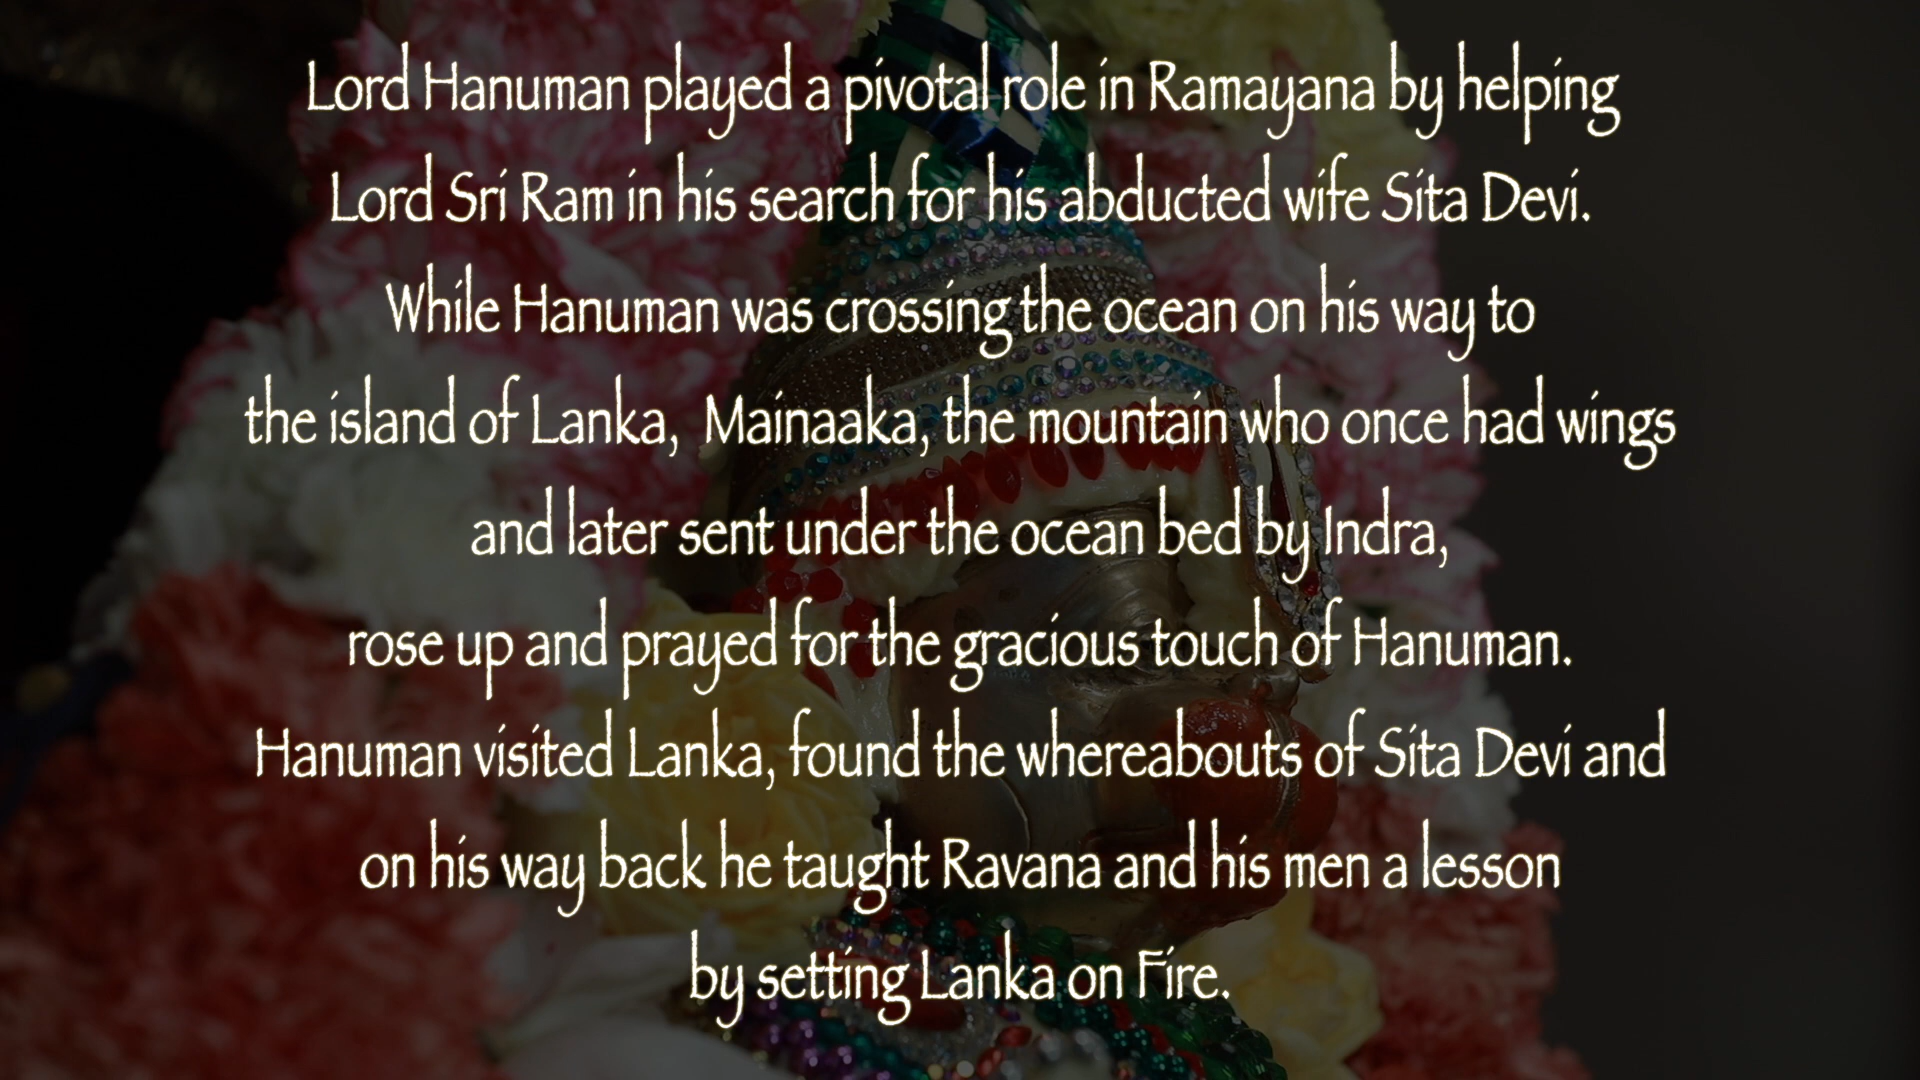 Lord Hanuman played a pivotal role in Ramayana by helping
Lord Sri Ram in his search for his abducted wife Sita Devi.
While Hanuman was crossing the ocean on his way to
the island of Lanka, Mainaaka, the mountain who once had wings
and later sent under the ocean bed by Indra,
rose up and prayed for the gracious touch of Hanuman.
Hanuman visited Lanka, found the whereabouts of Sita Devi and
on his way back he taught Ravana and his men a lesson
by setting Lanka on Fire.